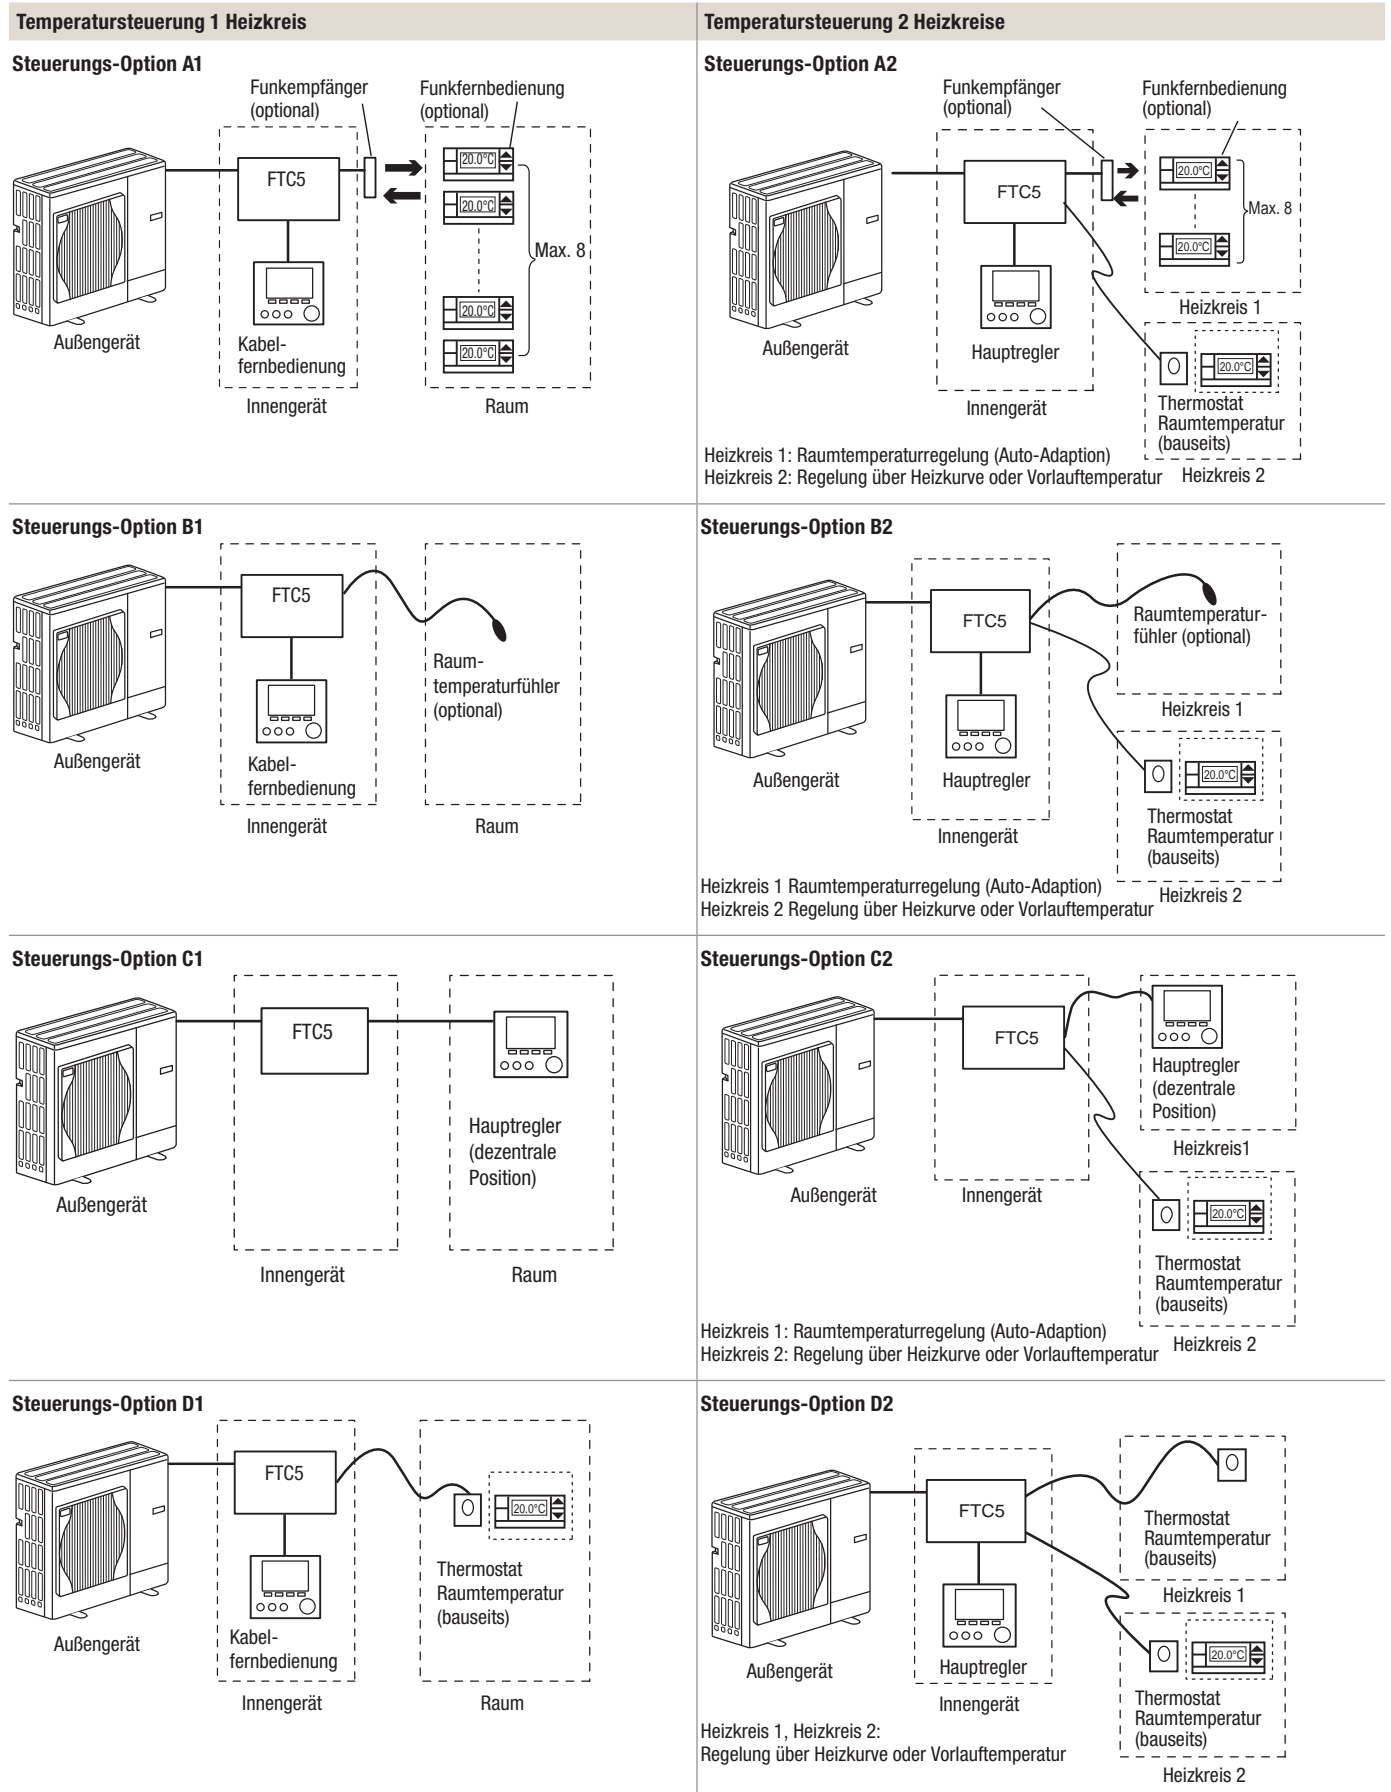 Temperatursteuerung 1 Heizkreis
Temperatursteuerung 2 Heizkreise
Steuerungs-Option A1
Funkempfänger
(optional)
Funkfernbedienung
(optional)
FTC5
20.0°C
20.0°C
Max. 8
20.0°C
20.0°C
Außengerät
Kabel-
fernbedienung
Innengerät
Raum
Steuerungs-Option A2
Funkempfänger
(optional)
Funkfernbedienung
(optional)
FTC5
20.0°C
Max. 8
20.0°C
Heizkreis 1
Außengerät
Hauptregler
20.0°C
Thermostat
Raumtemperatur
(bauseits)
Innengerät
Heizkreis 1: Raumtemperaturregelung (Auto-Adaption)
Heizkreis 2: Regelung über Heizkurve oder Vorlauftemperatur
Heizkreis 2
Steuerungs-Option B1
FTC5
Raum-
temperaturfühler
(optional)
Außengerät
Kabel-
fernbedienung
Innengerät
Raum
Steuerungs-Option B2
FTC5
Raumtemperatur-
fühler (optional)
Heizkreis 1
Außengerät
Hauptregler
20.0°C
Thermostat
Raumtemperatur
(bauseits)
Innengerät
Heizkreis 1 Raumtemperaturregelung (Auto-Adaption)
Heizkreis 2 Regelung über Heizkurve oder Vorlauftemperatur
Heizkreis 2
Steuerungs-Option C1
FTC5
Hauptregler
(dezentrale
Position)
Außengerät
Innengerät
Raum
Steuerungs-Option C2
FTC5
Hauptregler
(dezentrale
Position)
Heizkreis1
Außengerät
Innengerät
20.0°C
Thermostat
Raumtemperatur
(bauseits)
Heizkreis 1: Raumtemperaturregelung (Auto-Adaption)
Heizkreis 2: Regelung über Heizkurve oder Vorlauftemperatur
Heizkreis 2
Steuerungs-Option D1
FTC5
20.0°C
Thermostat
Raumtemperatur
(bauseits)
Außengerät
Kabel-
fernbedienung
Innengerät
Raum
Steuerungs-Option D2
FTC5
Thermostat
Raumtemperatur
(bauseits)
Heizkreis 1
Außengerät
Hauptregler
20.0°C
Thermostat
Raumtemperatur
(bauseits)
Innengerät
Heizkreis 1, Heizkreis 2:
Regelung über Heizkurve oder Vorlauftemperatur
Heizkreis 2